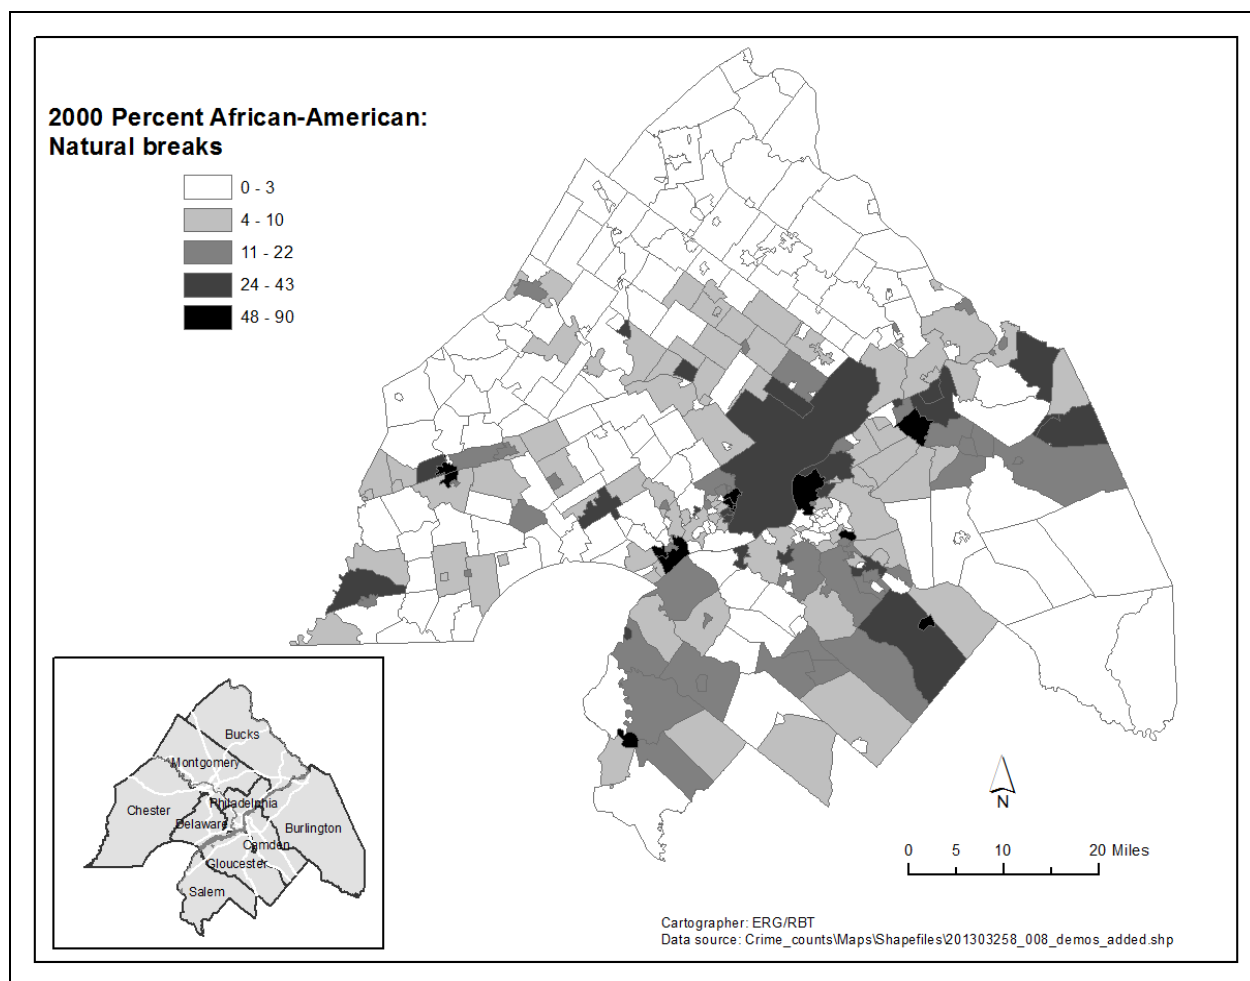 2000 Percent African-American:
Natural breaks
0 - 3
4 - 10
11 - 22
24 - 43
48 - 90
Bucks
Montgomery
Philadelphia
Chester
Delaware
Burlington
Camden
Gloucester
Salem
N
0 5 10 20 Miles
Cartographer: ERG/RBT
Data source: Crime_counts\Maps\Shapefiles\201303258_008_demos_added.shp